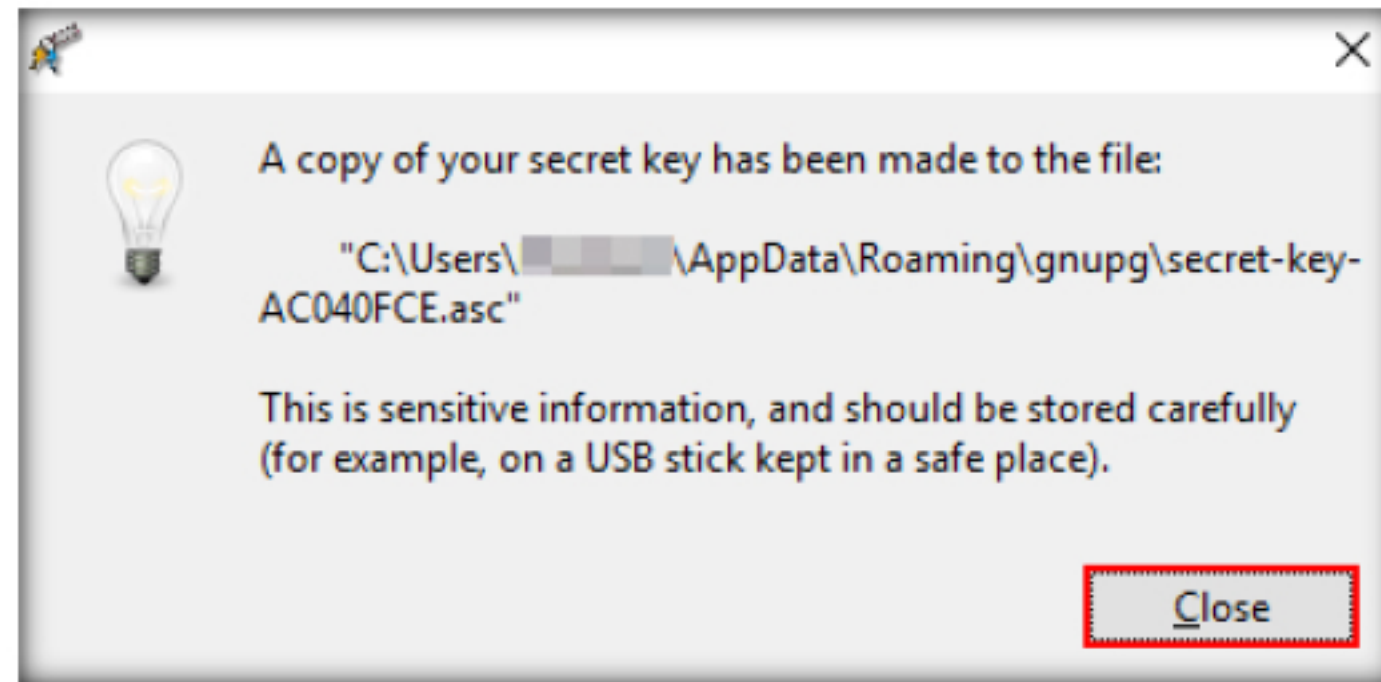 A copy of your secret key has been made to the file:
"C:\Users\ \AppData\Roaming\gnupg\secret-key-
AC040FCE.asc"
This is sensitive information, and should be stored carefully
(for example, on a USB stick kept in a safe place).
Close